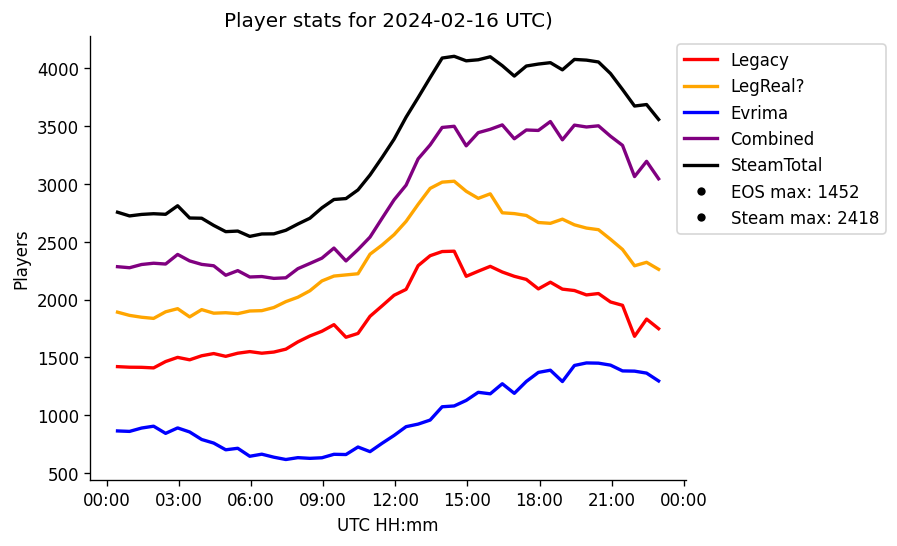 Player stats for 2024-02-16 UTC)
Players
4000
3500
3000
2500
2000
1500
1000
500
00:00 03:00 06:00 09:00 12:00 15:00 18:00 21:00 00:00
UTC HH:mm
Legacy
LegReal?
Evrima
Combined
SteamTotal
EOS max: 1452
Steam max: 2418